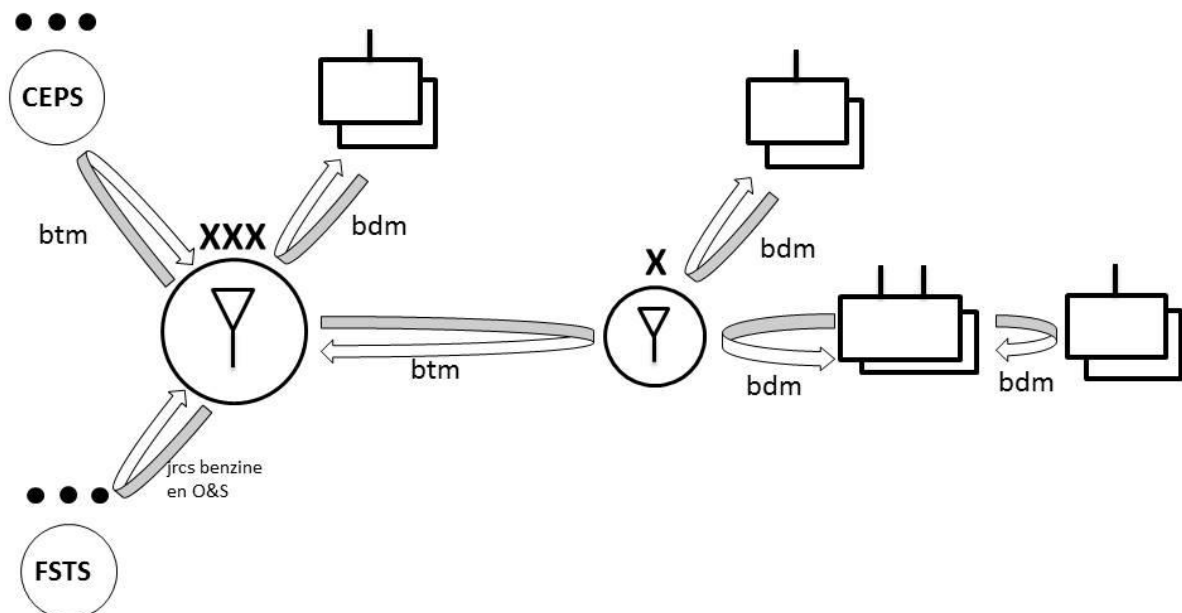 CEPS
btm
XXX
bdm
X
bdm
btm
bdm
bdm
jrcs benzine
en O&S
FSTS